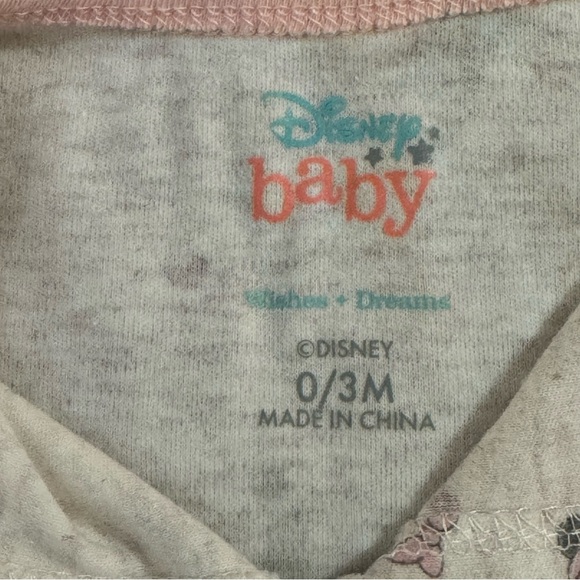 Disney
baby
Wishes + Dreams
©DISNEY
0/3M
MADE IN CHINA